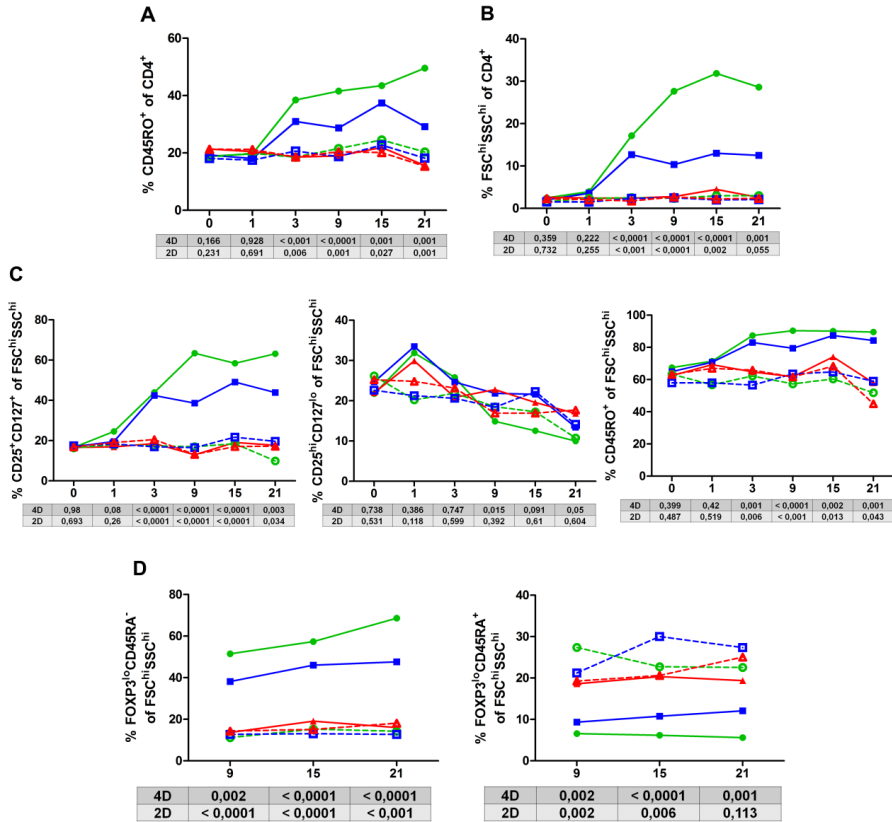 A
% CD45RO+ of CD4+
60
40
20
0
0 1 3 9 15 21
4D 0,166 0,928 < 0,001 < 0,0001 0,001 0,001
2D 0,231 0,691 0,006 0,001 0,027 0,001
B
% FSChiSSChi of CD4+
40
30
20
10
0
0 1 3 9 15 21
4D 0,359 0,222 < 0,0001 < 0,0001 < 0,0001 0,001
2D 0,732 0,255 < 0,001 < 0,0001 0,002 0,055
C
% CD25+CD127+ of FSChiSSChi
80
60
40
20
0
0 1 3 9 15 21
4D 0,98 0,08 < 0,0001 < 0,0001 < 0,0001 0,003
2D 0,693 0,26 < 0,0001 < 0,0001 < 0,0001 0,034
% CD25hiCD127lo of FSChiSSChi
40
30
20
10
0
0 1 3 9 15 21
4D 0,738 0,386 0,747 0,015 0,091 0,05
2D 0,531 0,118 0,599 0,392 0,61 0,604
% CD45RO+ of FSChiSSChi
100
80
60
40
20
0
0 1 3 9 15 21
4D 0,399 0,42 0,001 < 0,0001 0,002 0,001
2D 0,487 0,519 0,006 < 0,001 0,013 0,043
D
% FOXP3loCD45RA-
of FSChiSSChi
80
60
40
20
0
9 15 21
4D 0,002 < 0,0001 < 0,0001
2D < 0,0001 < 0,0001 < 0,001
% FOXP3loCD45RA+
of FSChiSSChi
40
30
20
10
0
9 15 21
4D 0,002 < 0,0001 0,001
2D 0,002 0,006 0,113